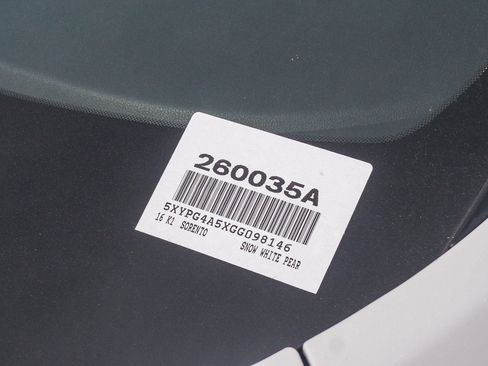 260035A
5XYPG4A5XGG098146
16 KI SORENTO
SNOW WHITE PEAR